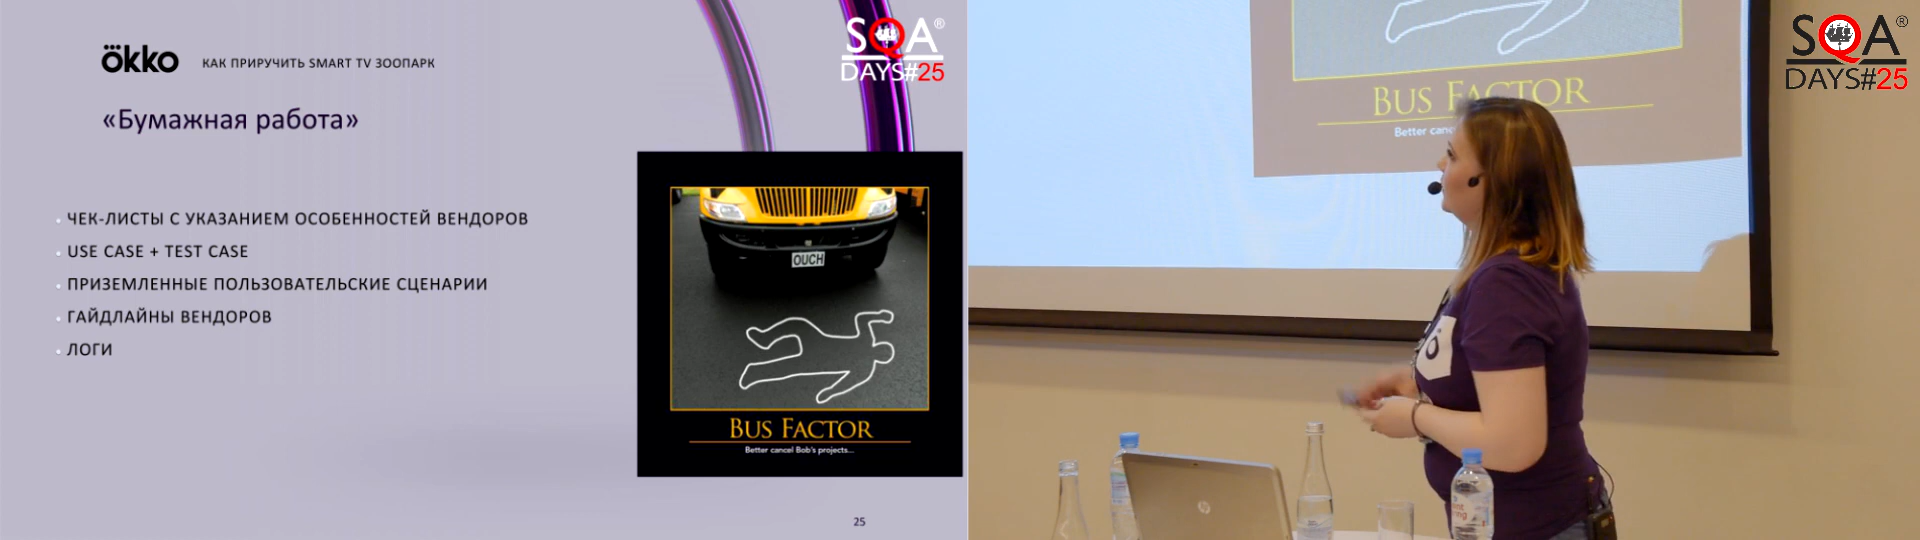 ökko
КАК ПРИРУЧИТЬ SMART TV ЗООПАРК
SQA®
DAYS#25
«Бумажная работа»
ЧЕК-ЛИСТЫ С УКАЗАНИЕМ ОСОБЕННОСТЕЙ ВЕНДОРОВ
USE CASE + TEST CASE
ПРИЗЕМЛЕННЫЕ ПОЛЬЗОВАТЕЛЬСКИЕ СЦЕНАРИИ
ГАЙДЛАЙНЫ ВЕНДОРОВ
ЛОГИ
OUCH
BUS FACTOR
Better cancel Bob's projects...
25
BUS FACTOR
Better
SQA®
DAYS#25
hp